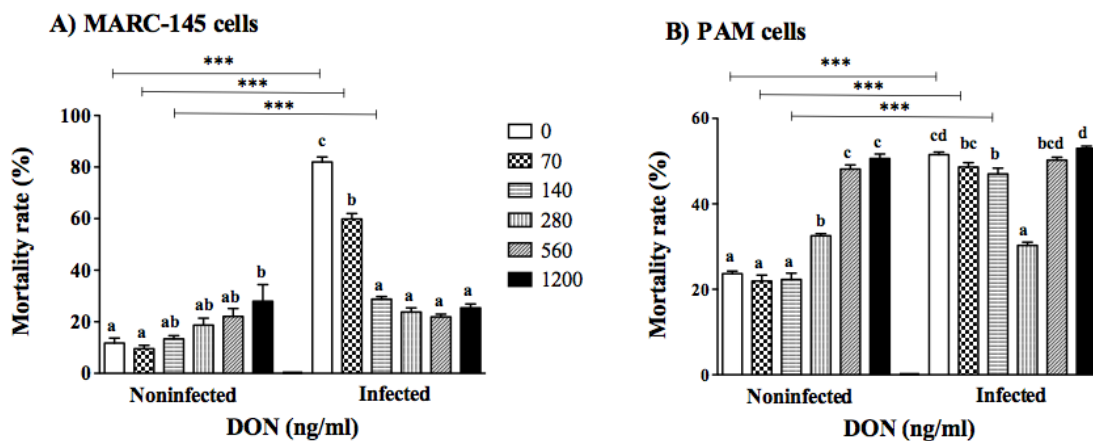 A) MARC-145 cells
***
***
***
Mortality rate (%)
100
80
60
40
20
0
a a ab ab ab b
c b a a a a
Noninfected Infected
DON (ng/ml)
0
70
140
280
560
1200
B) PAM cells
***
***
***
Mortality rate (%)
60
40
20
0
a a a b c c
cd bc b a bcd d
Noninfected Infected
DON (ng/ml)